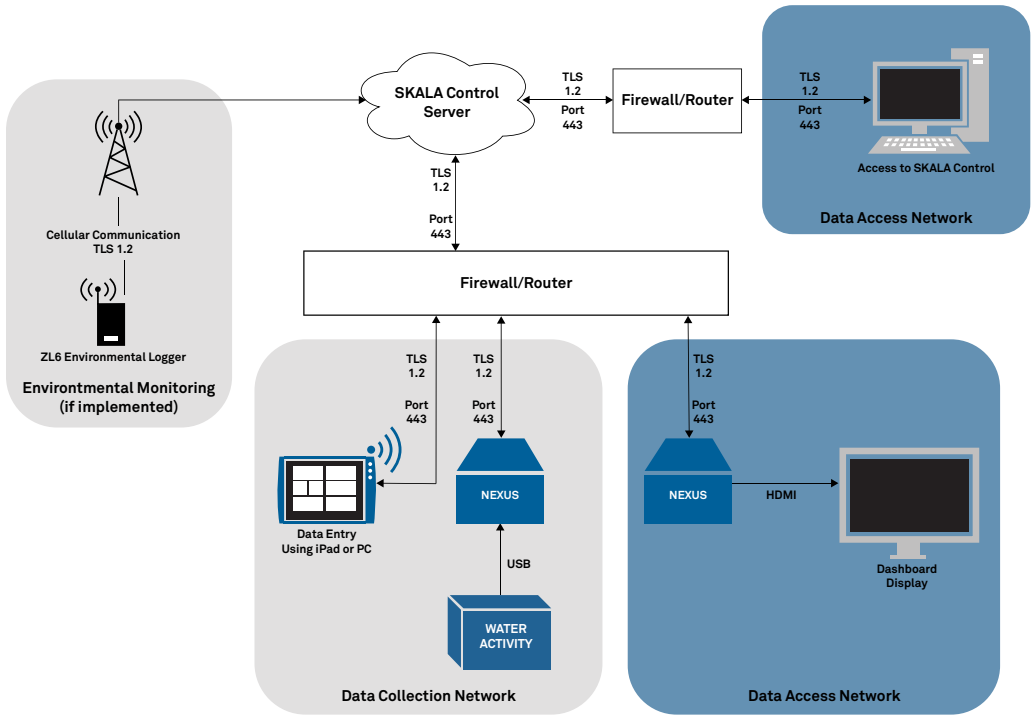 SKALA Control
Server
TLS
1.2
Port
443
Firewall/Router
TLS
1.2
Port
443
Access to SKALA Control
Data Access Network
Cellular Communication
TLS 1.2
ZL6 Environmental Logger
Environtmental Monitoring
(if implemented)
TLS
1.2
Port
443
Firewall/Router
TLS
1.2
Port
443
TLS
1.2
Port
443
TLS
1.2
Port
443
Data Entry
Using iPad or PC
NEXUS
USB
WATER
ACTIVITY
Data Collection Network
NEXUS
HDMI
Dashboard
Display
Data Access Network